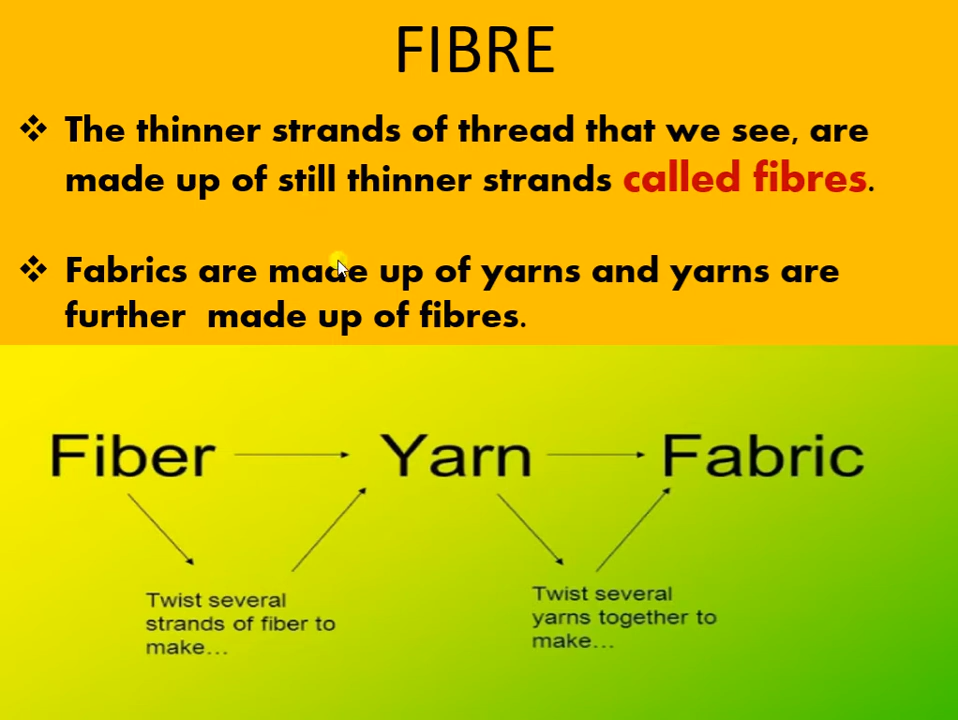 FIBRE
❖ The thinner strands of thread that we see, are
made up of still thinner strands called fibres.
❖ Fabrics are made up of yarns and yarns are
further made up of fibres.
Fiber → Yarn → Fabric
Twist several
strands of fiber to
make...
Twist several
yarns together to
make...